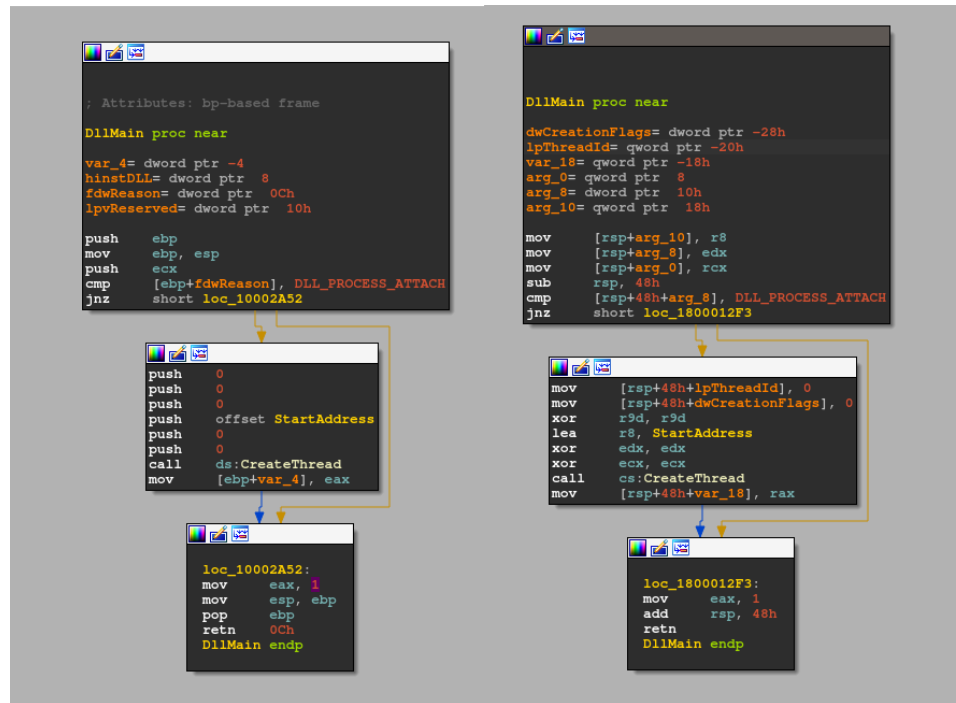 ; Attributes: bp-based frame
DllMain proc near
var_4= dword ptr -4
hinstDLL= dword ptr  8
fdwReason= dword ptr  0Ch
lpvReserved= dword ptr  10h
push    ebp
mov     ebp, esp
push    ecx
cmp     [ebp+fdwReason], DLL_PROCESS_ATTACH
jnz     short loc_10002A52
push    0
push    0
push    0
push    offset StartAddress
push    0
push    0
call    ds:CreateThread
mov     [ebp+var_4], eax
loc_10002A52:
mov     eax, 1
mov     esp, ebp
pop     ebp
retn    0Ch
DllMain endp
DllMain proc near
dwCreationFlags= dword ptr -28h
lpThreadId= qword ptr -20h
var_18= qword ptr -18h
arg_0= qword ptr  8
arg_8= dword ptr  10h
arg_10= qword ptr  18h
mov     [rsp+arg_10], r8
mov     [rsp+arg_8], edx
mov     [rsp+arg_0], rcx
sub     rsp, 48h
cmp     [rsp+48h+arg_8], DLL_PROCESS_ATTACH
jnz     short loc_1800012F3
mov     [rsp+48h+lpThreadId], 0
mov     [rsp+48h+dwCreationFlags], 0
xor     r9d, r9d
lea     r8, StartAddress
xor     edx, edx
xor     ecx, ecx
call    cs:CreateThread
mov     [rsp+48h+var_18], rax
loc_1800012F3:
mov     eax, 1
add     rsp, 48h
retn
DllMain endp